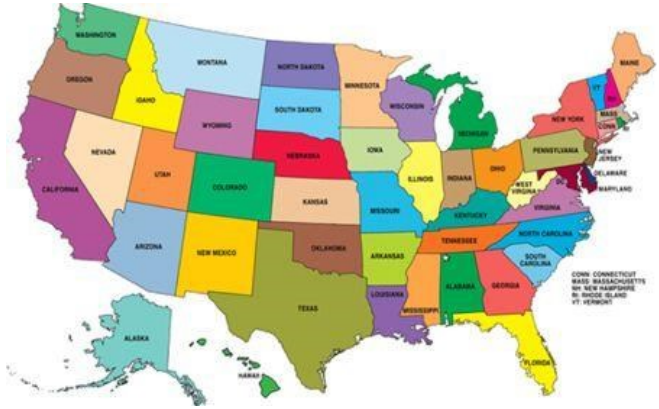 WASHINGTON
OREGON
IDAHO
MONTANA
WYOMING
NORTH DAKOTA
SOUTH DAKOTA
NEBRASKA
KANSAS
OKLAHOMA
TEXAS
NEVADA
CALIFORNIA
UTAH
COLORADO
ARIZONA
NEW MEXICO
MINNESOTA
IOWA
MISSOURI
ARKANSAS
LOUISIANA
WISCONSIN
ILLINOIS
MICHIGAN
INDIANA
OHIO
KENTUCKY
TENNESSEE
MISSISSIPPI
ALABAMA
GEORGIA
FLORIDA
SOUTH
CAROLINA
NORTH CAROLINA
VIRGINIA
WEST
VIRGINIA
PENNSYLVANIA
NEW YORK
VT
NH
MAINE
MASS
CONN
RI
NEW
JERSEY
DELAWARE
MARYLAND
ALASKA
HAWAII
CONN: CONNECTICUT
MASS: MASSACHUSETTS
NH: NEW HAMPSHIRE
RI: RHODE ISLAND
VT: VERMONT